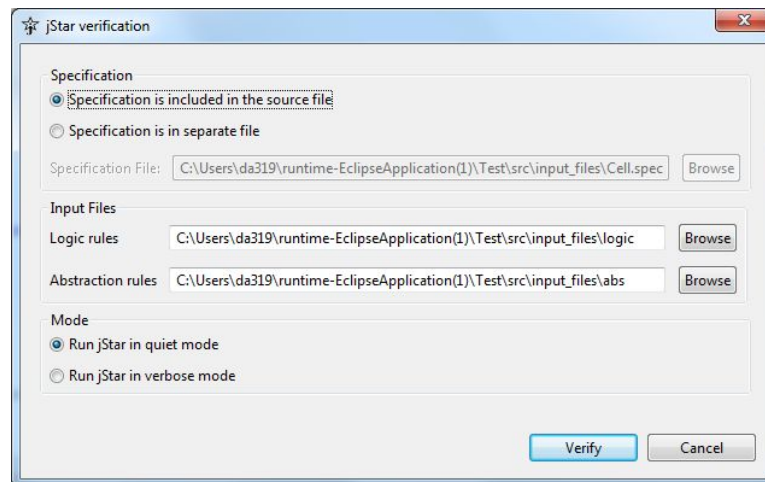 jStar verification
Specification
Specification is included in the source file
Specification is in separate file
Specification File: C:\Users\da319\runtime-EclipseApplication(1)\Test\src\input_files\Cell.spec Browse
Input Files
Logic rules C:\Users\da319\runtime-EclipseApplication(1)\Test\src\input_files\logic Browse
Abstraction rules C:\Users\da319\runtime-EclipseApplication(1)\Test\src\input_files\abs Browse
Mode
Run jStar in quiet mode
Run jStar in verbose mode
Verify Cancel